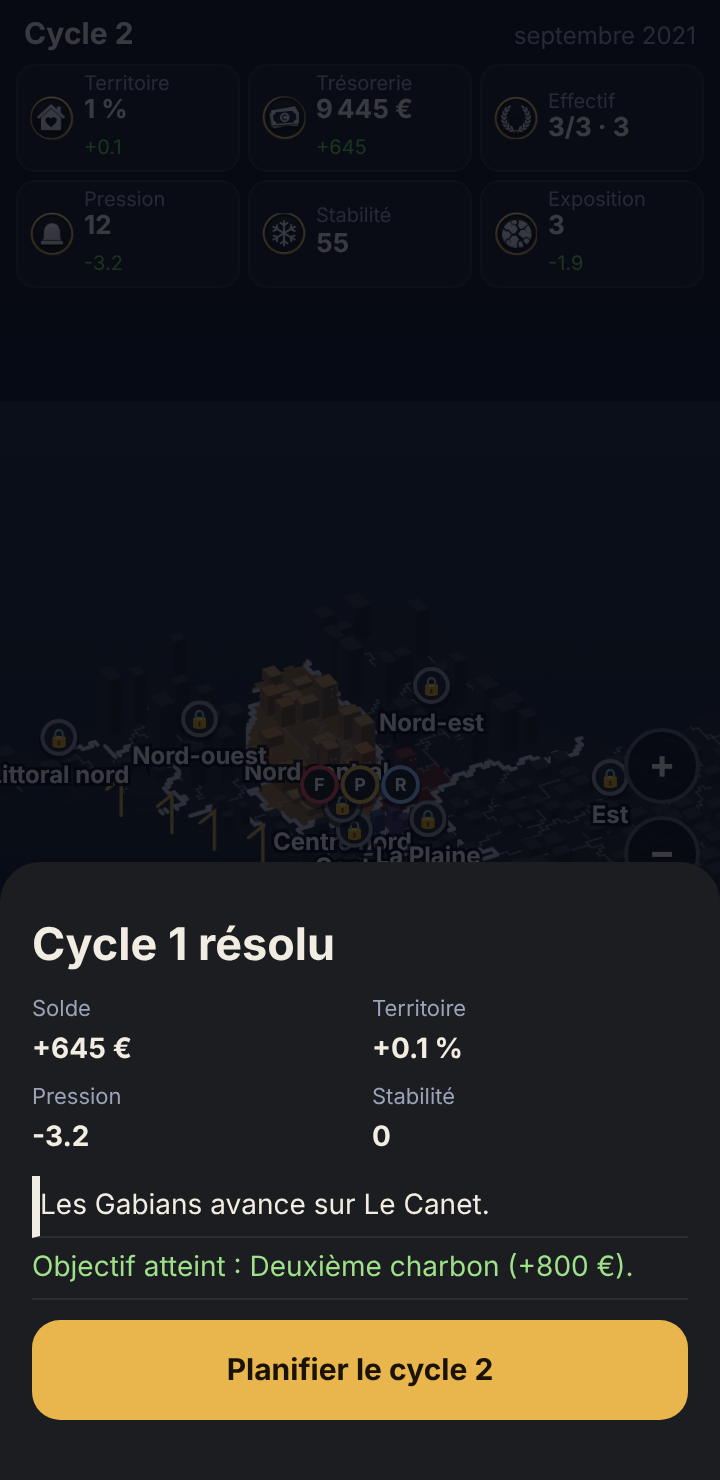 Cycle 2
septembre 2021
Territoire
1 %
+0.1
Trésorerie
9 445 €
+645
Effectif
3/3 · 3
Pression
12
-3.2
Stabilité
55
Exposition
3
-1.9
Nord-est
Nord-ouest
ittoral nord
Nord
F
P
R
+
Est
La Plaine
−
Cycle 1 résolu
Solde
Territoire
+645 €
+0.1 %
Pression
Stabilité
-3.2
0
Les Gabians avance sur Le Canet.
Objectif atteint : Deuxième charbon (+800 €).
Planifier le cycle 2